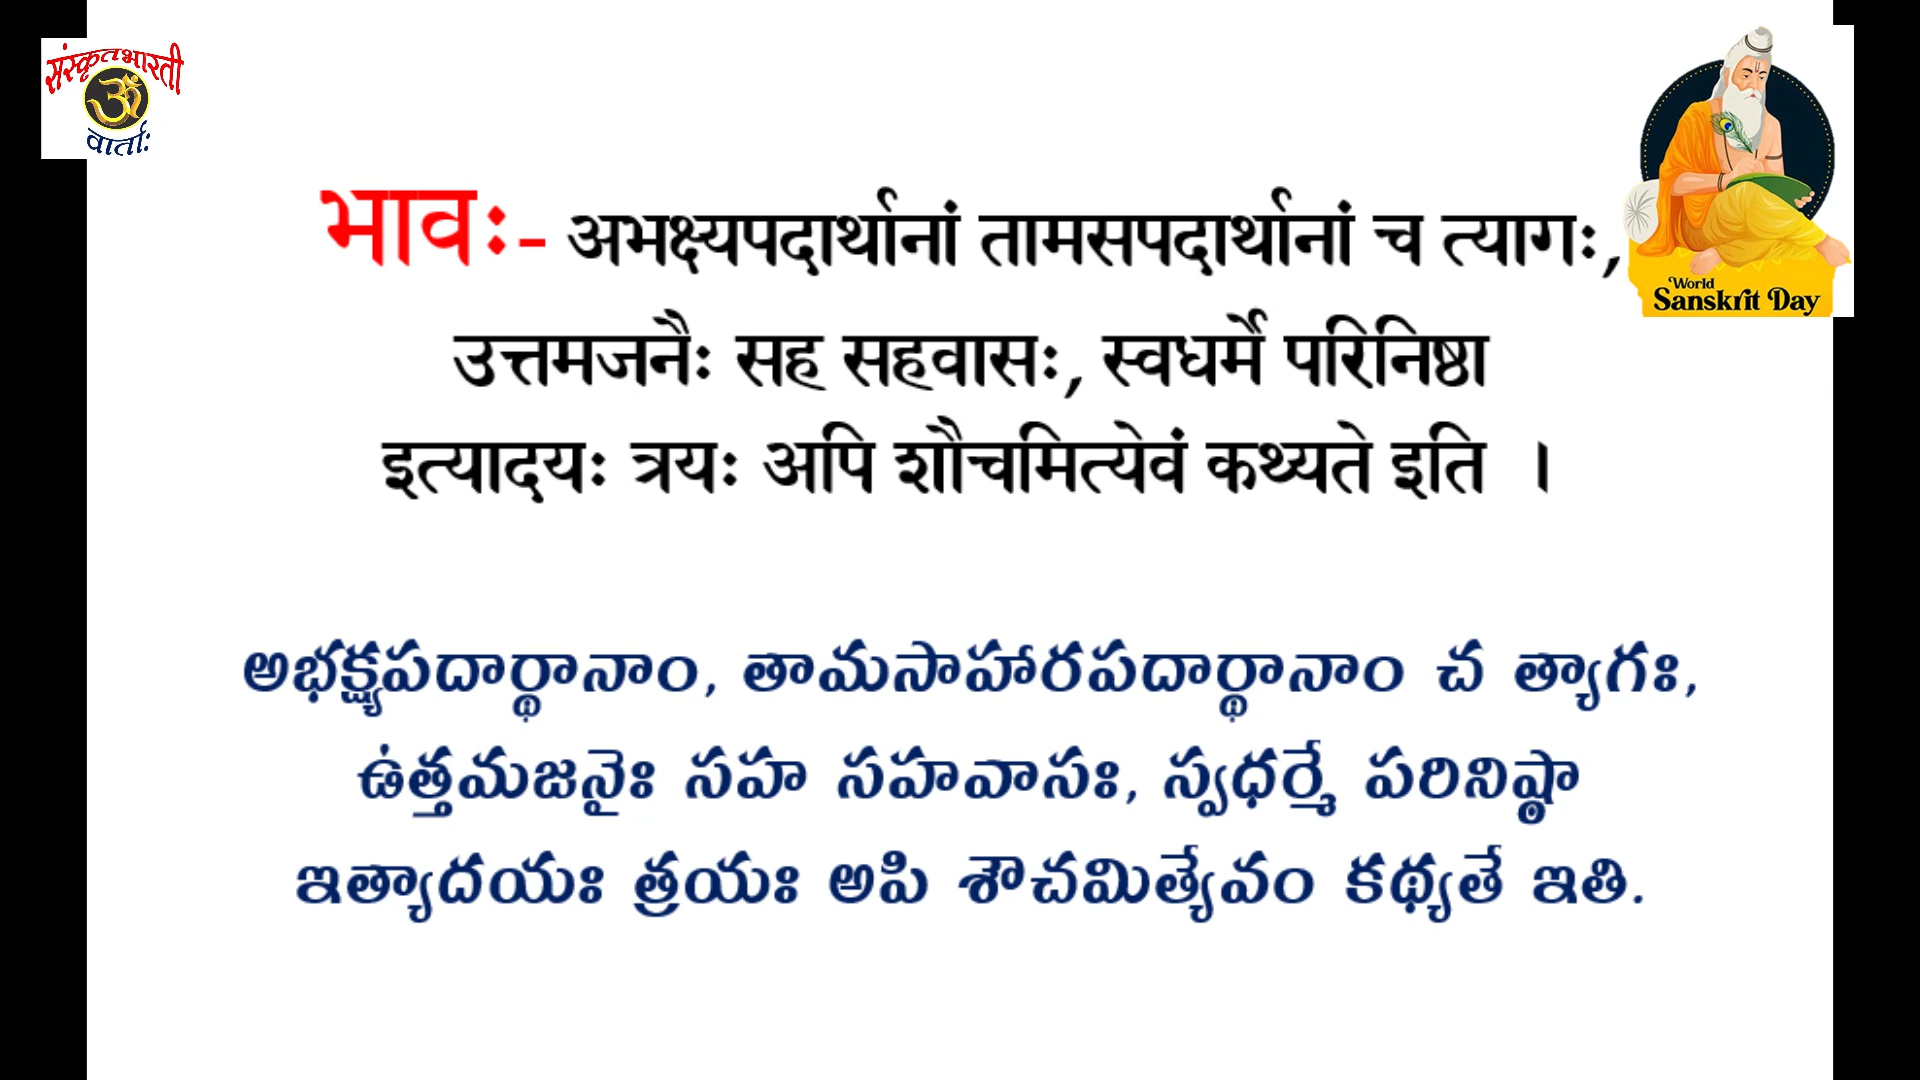 संस्कृतभारती
वार्ताः
World
Sanskrit Day
भावः- अभक्ष्यपदार्थानां तामसपदार्थानां च त्यागः,
उत्तमजनैः सह सहवासः, स्वधर्मे परिनिष्ठा
इत्यादयः त्रयः अपि शौचमित्येवं कथ्यते इति ।
అభక్ష్యపదార్థానాం, తామసాహారపదార్థానాం చ త్యాగః,
ఉత్తమజనైః సహ సహవాసః, స్వధర్మే పరినిష్ఠా
ఇత్యాదయః త్రయః అపి శౌచమిత్యేవం కథ్యతే ఇతి.